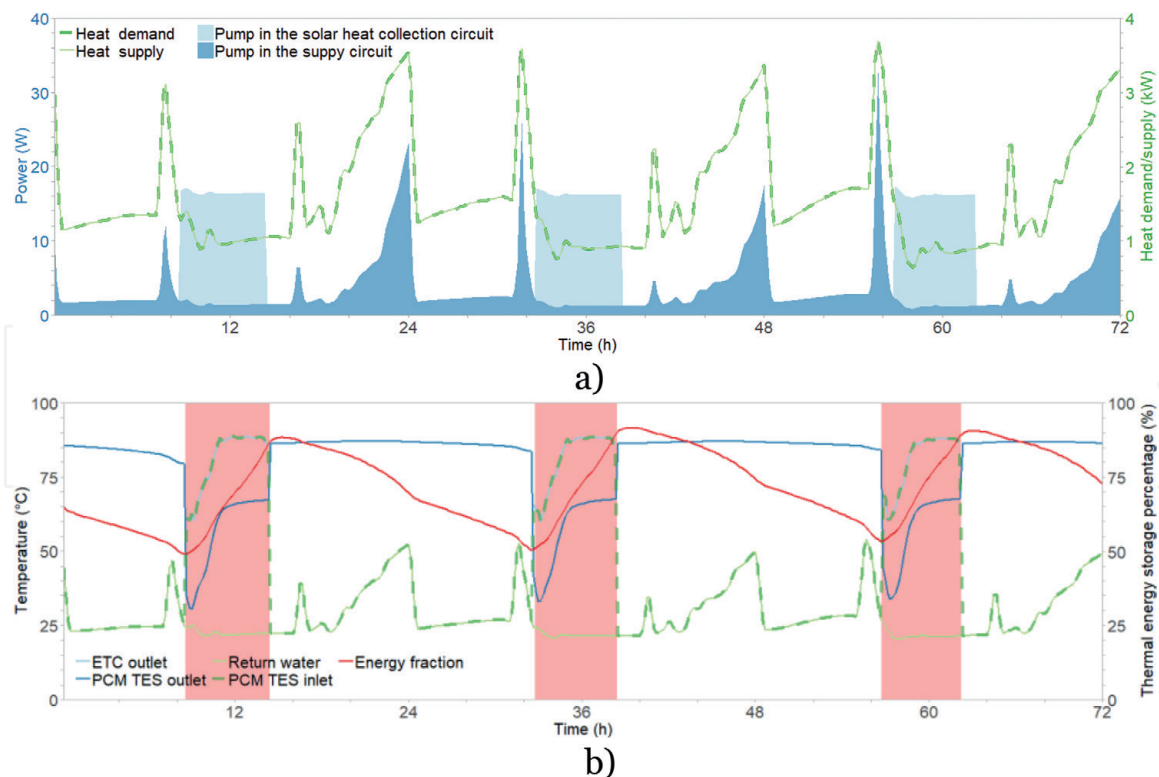 Heat demand
Heat supply
Pump in the solar heat collection circuit
Pump in the suppy circuit
Power (W)
40
30
20
10
0
Heat demand/supply (kW)
4
3
2
1
0
12
24
36
48
60
72
Time (h)
a)
Temperature (°C)
100
75
50
25
0
Thermal energy storage percentage (%)
100
75
50
25
0
ETC outlet
Return water
Energy fraction
PCM TES outlet
PCM TES inlet
12
24
36
48
60
72
Time (h)
b)